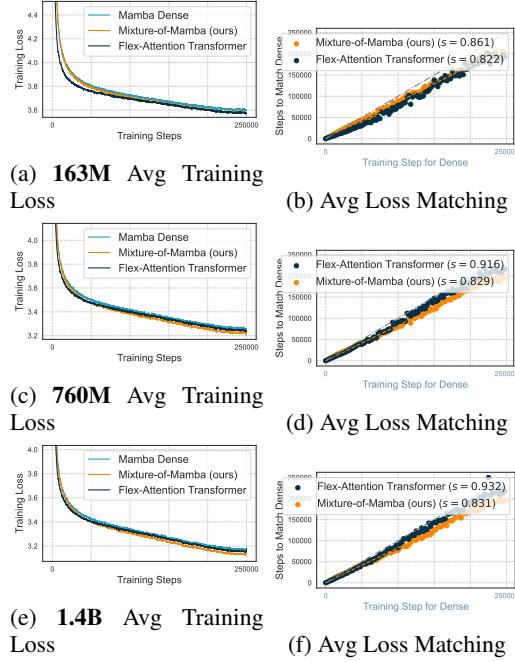 4.4
4.2
4.0
3.8
3.6
Training Loss
Mamba Dense
Mixture-of-Mamba (ours)
Flex-Attention Transformer
250000
Training Steps
(a) 163M Avg Training Loss
250000
200000
150000
100000
50000
0
Steps to Match Dense
Mixture-of-Mamba (ours) (s = 0.861)
Flex-Attention Transformer (s = 0.822)
0
250000
Training Step for Dense
(b) Avg Loss Matching
4.0
3.8
3.6
3.4
3.2
Training Loss
Mamba Dense
Mixture-of-Mamba (ours)
Flex-Attention Transformer
250000
Training Steps
(c) 760M Avg Training Loss
250000
200000
150000
100000
50000
0
Steps to Match Dense
Flex-Attention Transformer (s = 0.916)
Mixture-of-Mamba (ours) (s = 0.829)
0
250000
Training Step for Dense
(d) Avg Loss Matching
4.0
3.8
3.6
3.4
3.2
Training Loss
Mamba Dense
Mixture-of-Mamba (ours)
Flex-Attention Transformer
250000
Training Steps
(e) 1.4B Avg Training Loss
250000
200000
150000
100000
50000
0
Steps to Match Dense
Flex-Attention Transformer (s = 0.932)
Mixture-of-Mamba (ours) (s = 0.831)
0
250000
Training Step for Dense
(f) Avg Loss Matching